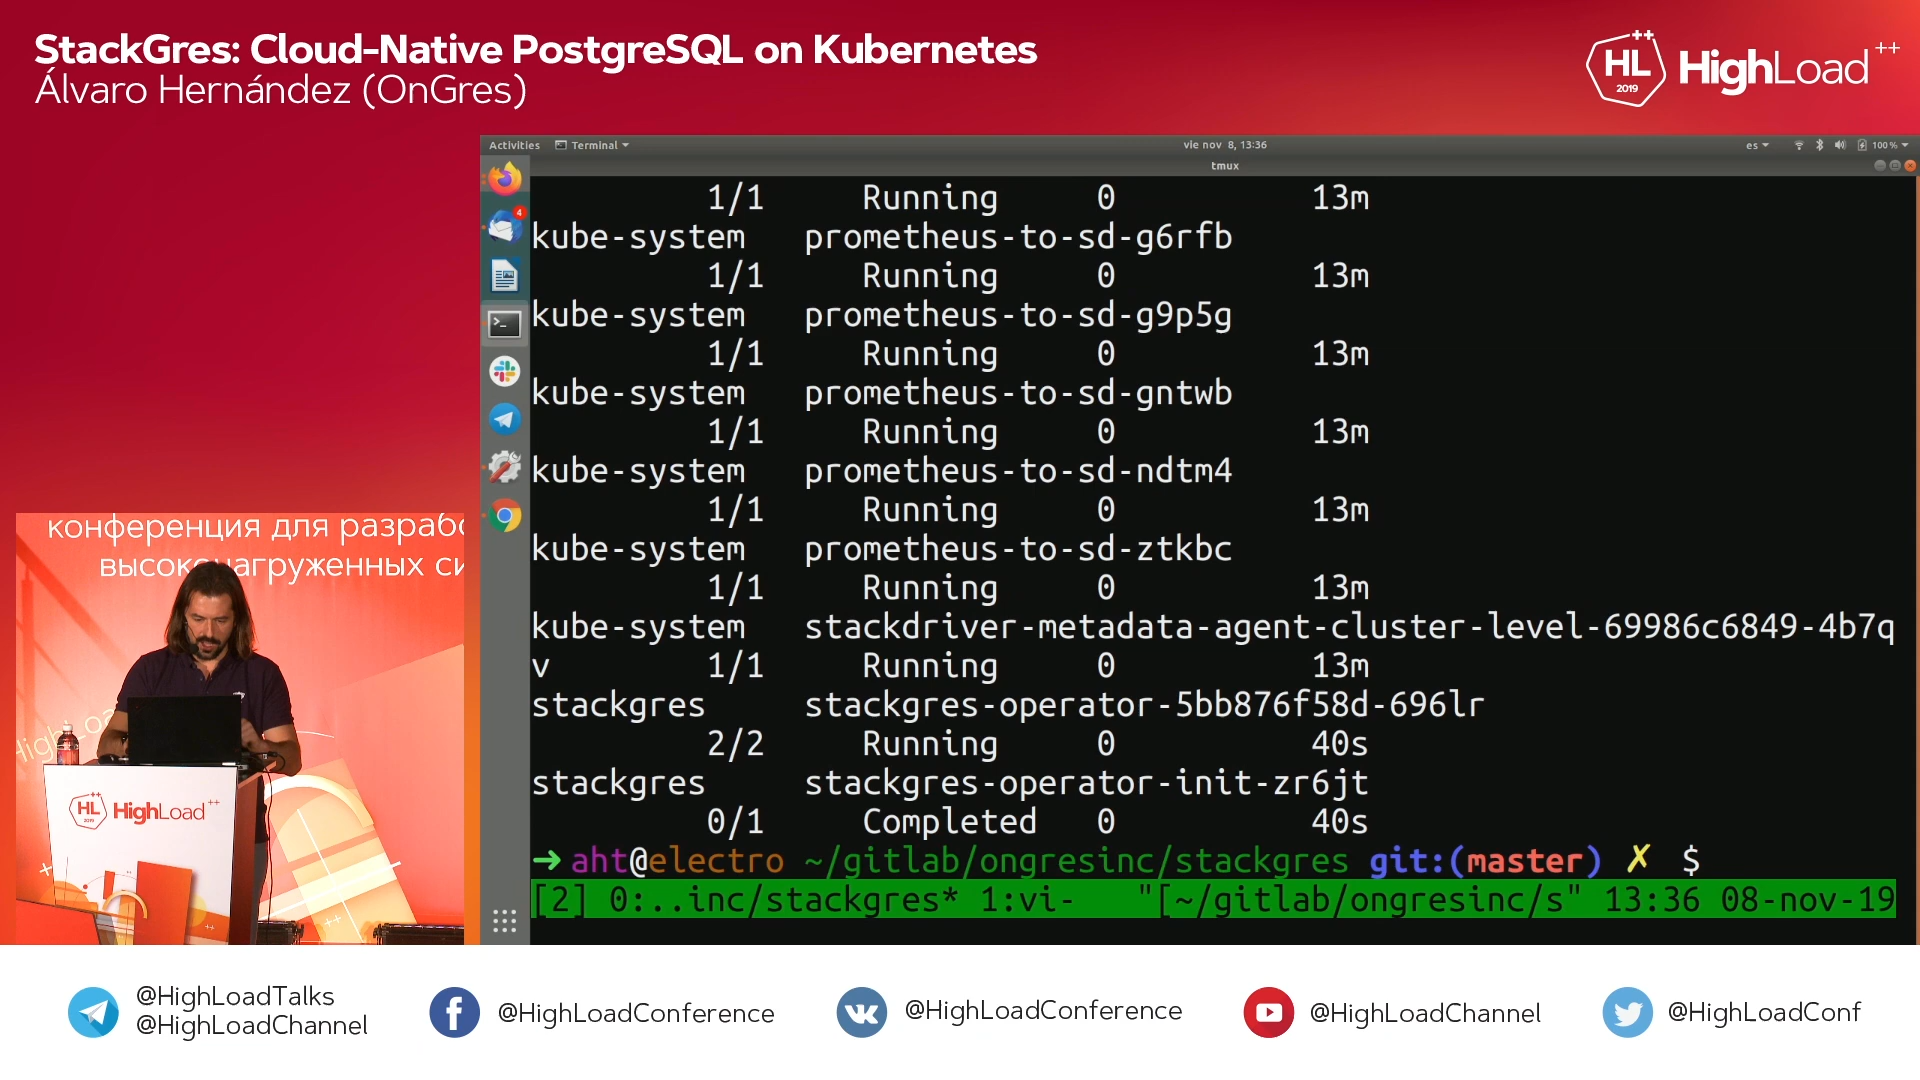 StackGres: Cloud-Native PostgreSQL on Kubernetes
Álvaro Hernández (OnGres)
HL 2019 HighLoad++
Activities Terminal vie nov 8, 13:36 es 100%
tmux
1/1 Running 0 13m
kube-system prometheus-to-sd-g6rfb
1/1 Running 0 13m
kube-system prometheus-to-sd-g9p5g
1/1 Running 0 13m
kube-system prometheus-to-sd-gntwb
1/1 Running 0 13m
kube-system prometheus-to-sd-ndtm4
1/1 Running 0 13m
kube-system prometheus-to-sd-ztkbc
1/1 Running 0 13m
kube-system stackdriver-metadata-agent-cluster-level-69986c6849-4b7q
v 1/1 Running 0 13m
stackgres stackgres-operator-5bb876f58d-696lr
2/2 Running 0 40s
stackgres stackgres-operator-init-zr6jt
0/1 Completed 0 40s
➜ aht@electro ~/gitlab/ongresinc/stackgres git:(master) ✗ $
[2] 0:..inc/stackgres* 1:vi- "[~/gitlab/ongresinc/s" 13:36 08-nov-19
4
конференция для
HL 2019 HighLoad++
@HighLoadTalks
@HighLoadChannel
@HighLoadConference
@HighLoadConference
@HighLoadChannel
@HighLoadConf